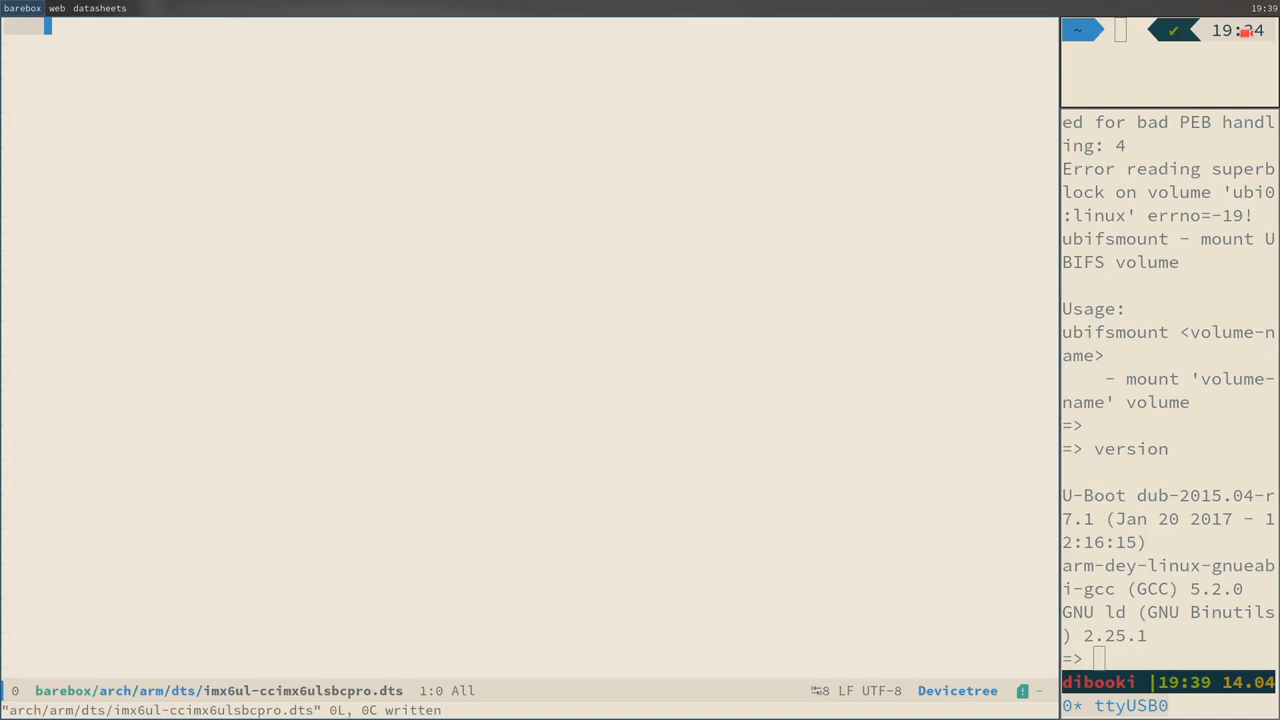 barebox web datasheets 19:39
~ ✔ 19:24
ed for bad PEB handl
ing: 4
Error reading superb
lock on volume 'ubi0
:linux' errno=-19!
ubifsmount - mount U
BIFS volume
Usage:
ubifsmount <volume-n
ame>
- mount 'volume-
name' volume
=>
=> version
U-Boot dub-2015.04-r
7.1 (Jan 20 2017 - 1
2:16:15)
arm-dey-linux-gnueab
i-gcc (GCC) 5.2.0
GNU ld (GNU Binutils
) 2.25.1
=>
0 barebox/arch/arm/dts/imx6ul-ccimx6ulsbcpro.dts 1:0 All LF UTF-8 Devicetree -
"arch/arm/dts/imx6ul-ccimx6ulsbcpro.dts" 0L, 0C written
dibooki |19:39 14.04
0* ttyUSB0